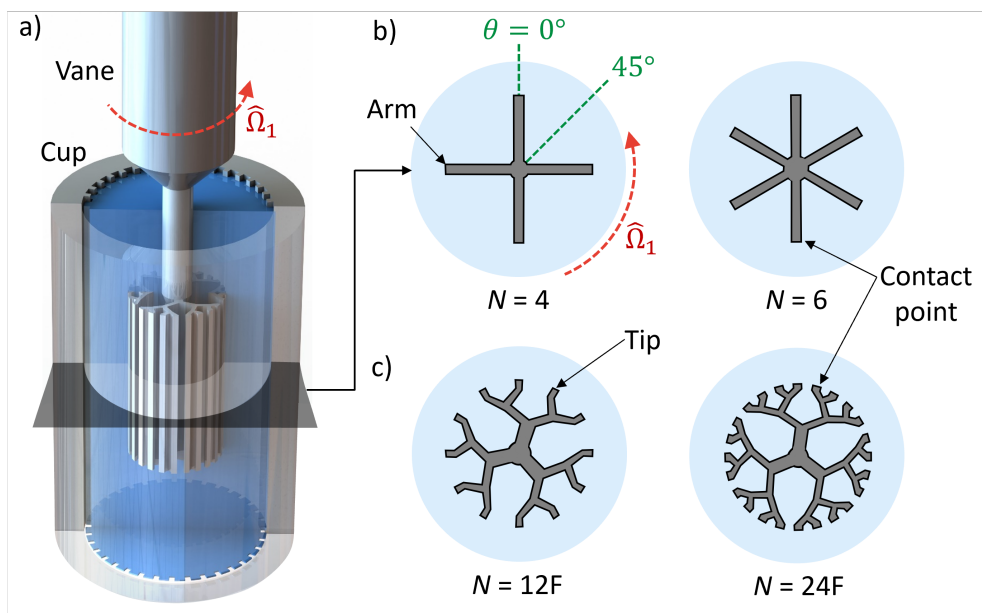 a)
Vane
Ω̂₁
Cup
b)
θ = 0°
45°
Arm
Ω̂₁
N = 4
N = 6
Contact
point
c)
Tip
N = 12F
N = 24F